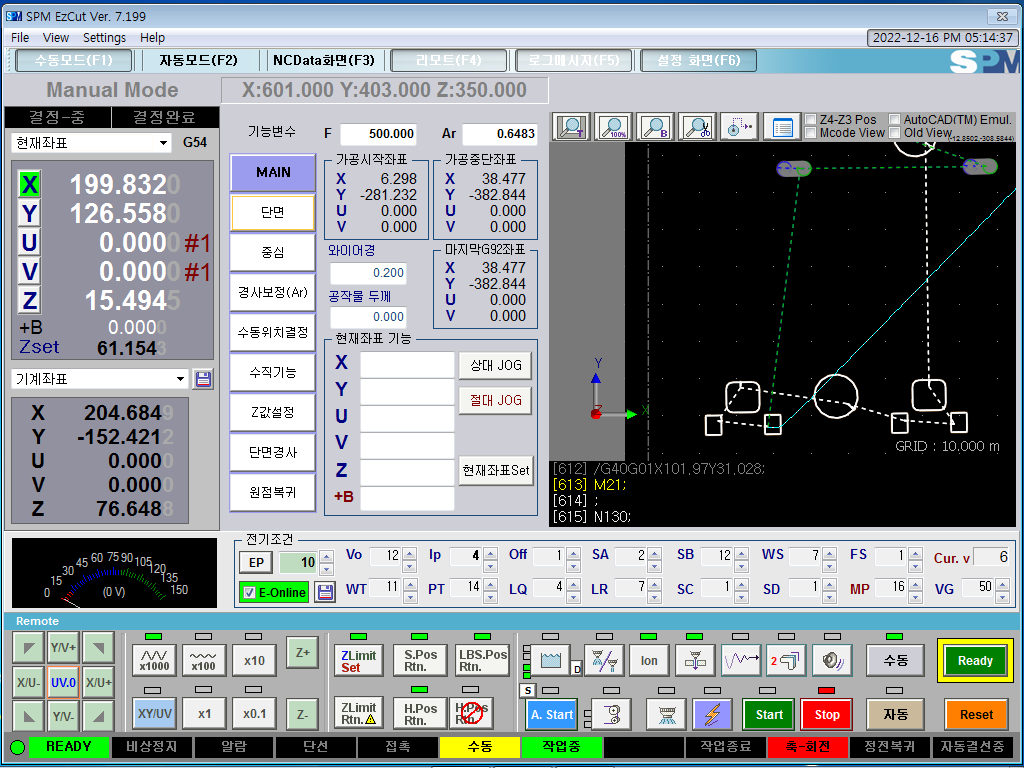 SPM EzCut Ver. 7.199
File View Settings Help
2022-12-16 PM 05:14:37
수동모드(F1) 자동모드(F2) NCData화면(F3) 리모트(F4) 로그메시지(F5) 설정 화면(F6)
SPM
Manual Mode
X:601.000 Y:403.000 Z:350.000
결정-중 결정완료
현재좌표 G54
X 199.8320
Y 126.5580
U 0.0000 #1
V 0.0000 #1
Z 15.4945
+B 0.0000
Zset 61.1543
기계좌표
X 204.6849
Y -152.4212
U 0.0000
V 0.0000
Z 76.6488
기능변수 F 500.000 Ar 0.6483
MAIN
단면
중심
경사보정(Ar)
수동위치결정
수직기능
Z값설정
단면경사
원점복귀
가공시작좌표
X 6.298
Y -281.232
U 0.000
V 0.000
가공중단좌표
X 38.477
Y -382.844
U 0.000
V 0.000
와이어경
0.200
공작물 두께
0.000
마지막G92좌표
X 38.477
Y -382.844
U 0.000
V 0.000
현재좌표 기능
X
Y
U
V
Z
+B
상대 JOG
절대 JOG
현재좌표Set
T 100% B
Z4-Z3 Pos AutoCAD(TM) Emul.
Mcode View Old View
-12.8502,-308.5844
Y
X
Z
GRID : 10.000 m
[612] /G40G01X101,97Y31,028;
[613] M21;
[614] ;
[615] N130;
0 15 30 45 60 75 90 105 120 135 150
(0 V)
전기조건
EP 10
E-Online
Vo 12 Ip 4 Off 1 SA 2 SB 12 WS 7 FS 1 Cur. v 6
WT 11 PT 14 LQ 4 LR 7 SC 1 SD 1 MP 16 VG 50
Remote
Y/V+
X/U- UV.0 X/U+
Y/V-
x1000 x100 x10 Z+
XY/UV x1 x0.1 Z-
ZLimit Set
S.Pos Rtn.
LBS.Pos Rtn.
ZLimit Rtn.
H.Pos Rtn.
H.Pos Rtn.
D
Ion
2
수동
Ready
S
A. Start
Start
Stop
자동
Reset
READY 비상정지 알람 단선 접촉 수동 작업중 작업종료 축-회전 정전복귀 자동결선중